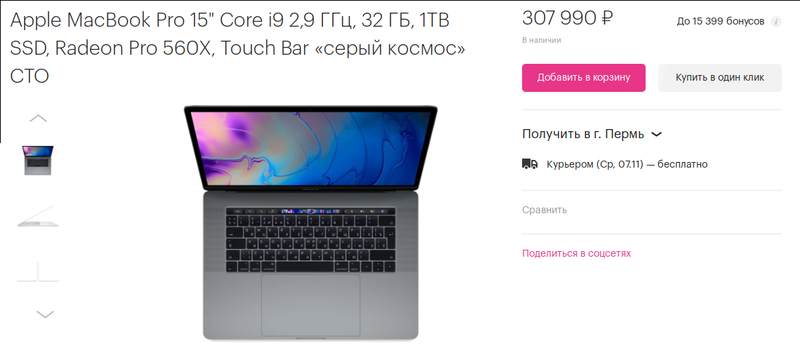 Apple MacBook Pro 15" Core i9 2,9 ГГц, 32 ГБ, 1TB
SSD, Radeon Pro 560X, Touch Bar «серый космос»
СТО
307 990 ₽
До 15 399 бонусов
В наличии
Добавить в корзину
Купить в один клик
Получить в г. Пермь
Курьером (Ср, 07.11) — бесплатно
Сравнить
Поделиться в соцсетях